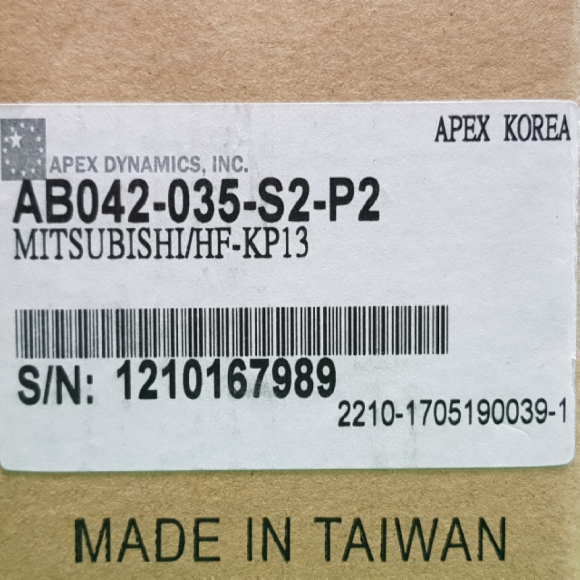 APEX KOREA
APEX DYNAMICS, INC.
AB042-035-S2-P2
MITSUBISHI/HF-KP13
S/N: 1210167989
2210-1705190039-1
MADE IN TAIWAN